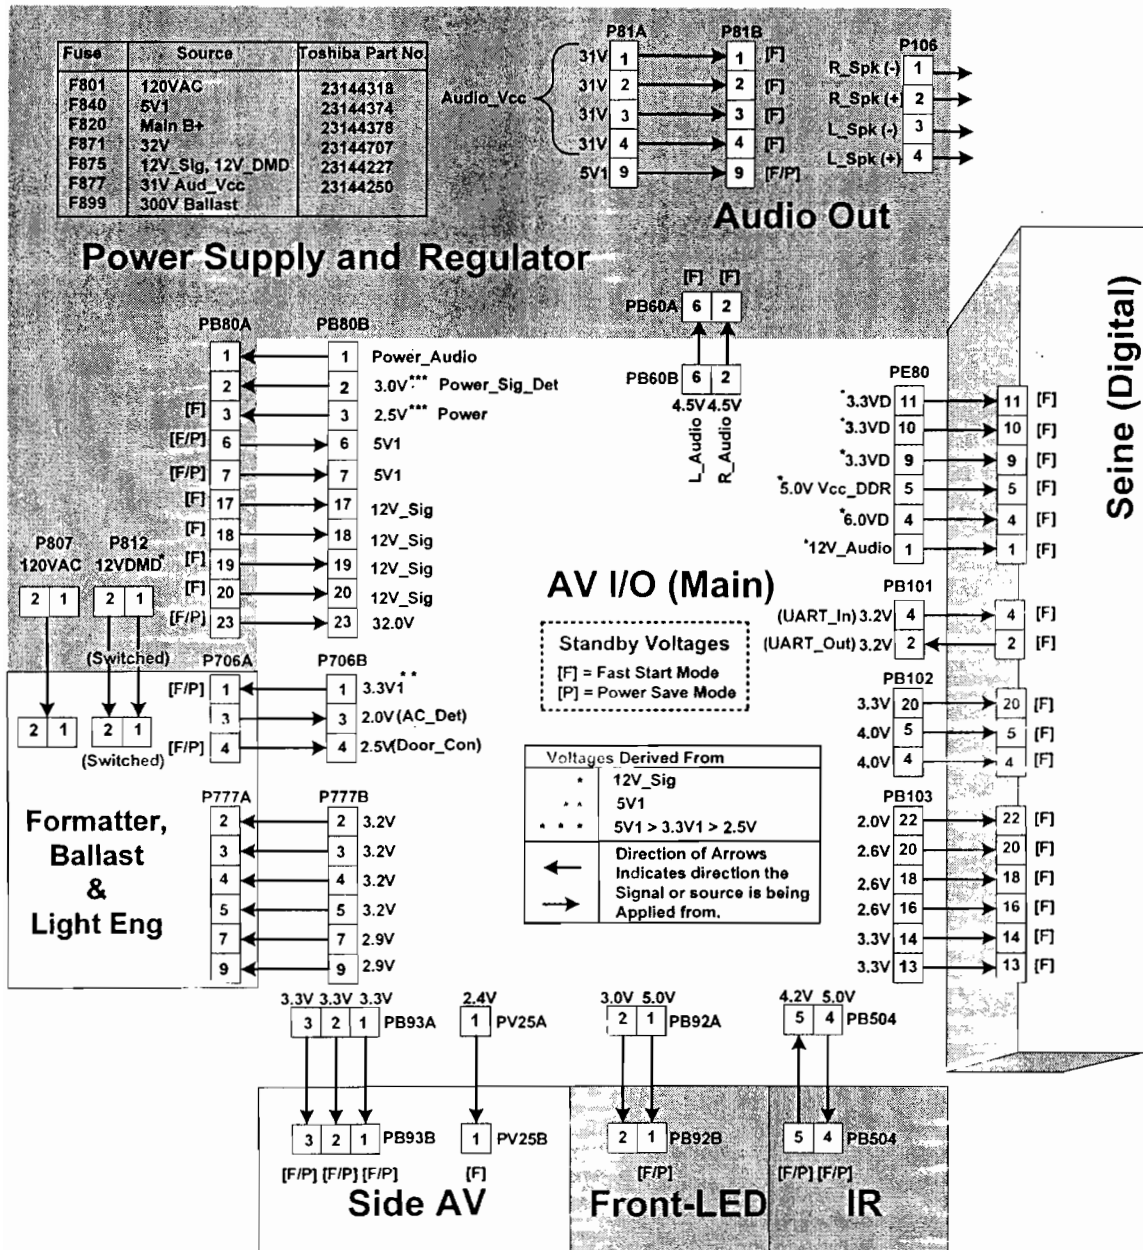 Fuse Source Toshiba Part No.
F801 120VAC 23144318
F840 5V1 23144374
F820 Main B+ 23144378
F871 32V 23144707
F875 12V_Sig, 12V_DMD 23144227
F877 31V Aud_Vcc 23144250
F899 300V Ballast
Power Supply and Regulator
P81A P81B
Audio_Vcc
31V 1 1 [F]
31V 2 2 [F]
31V 3 3 [F]
31V 4 4 [F]
5V1 9 9 [F/P]
P106
R_Spk (-) 1
R_Spk (+) 2
L_Spk (-) 3
L_Spk (+) 4
Audio Out
[F] [F]
PB60A 6 2
PB60B 6 2
4.5V 4.5V
L_Audio
R_Audio
PB80A PB80B
1 1 Power_Audio
2 2 3.0V*** Power_Sig_Det
[F] 3 3 2.5V*** Power
[F/P] 6 6 5V1
[F/P] 7 7 5V1
[F] 17 17 12V_Sig
[F] 18 18 12V_Sig
[F] 19 19 12V_Sig
[F] 20 20 12V_Sig
[F/P] 23 23 32.0V
P807 P812
120VAC 12VDMD*
2 1 2 1
(Switched)
2 1 2 1
(Switched)
P706A P706B
[F/P] 1 1 3.3V1**
3 3 2.0V(AC_Det)
[F/P] 4 4 2.5V(Door_Con)
P777A P777B
2 2 3.2V
3 3 3.2V
4 4 3.2V
5 5 3.2V
7 7 2.9V
9 9 2.9V
Formatter,
Ballast
&
Light Eng
AV I/O (Main)
Standby Voltages
[F] = Fast Start Mode
[P] = Power Save Mode
Voltages Derived From
* 12V_Sig
** 5V1
*** 5V1 > 3.3V1 > 2.5V
Direction of Arrows
Indicates direction the
Signal or source is being
Applied from.
Seine (Digital)
PE80
*3.3VD 11 11 [F]
*3.3VD 10 10 [F]
*3.3VD 9 9 [F]
*5.0V Vcc_DDR 5 5 [F]
*6.0VD 4 4 [F]
*12V_Audio 1 1 [F]
PB101
(UART_In) 3.2V 4 4 [F]
(UART_Out) 3.2V 2 2 [F]
PB102
3.3V 20 20 [F]
4.0V 5 5 [F]
4.0V 4 4 [F]
PB103
2.0V 22 22 [F]
2.6V 20 20 [F]
2.6V 18 18 [F]
2.6V 16 16 [F]
3.3V 14 14 [F]
3.3V 13 13 [F]
3.3V 3.3V 3.3V 2.4V 3.0V 5.0V 4.2V 5.0V
3 2 1 PB93A 1 PV25A 2 1 PB92A 5 4 PB504
3 2 1 PB93B 1 PV25B 2 1 PB92B 5 4 PB504
[F/P] [F/P] [F/P] [F] [F/P] [F/P] [F/P]
Side AV Front-LED IR